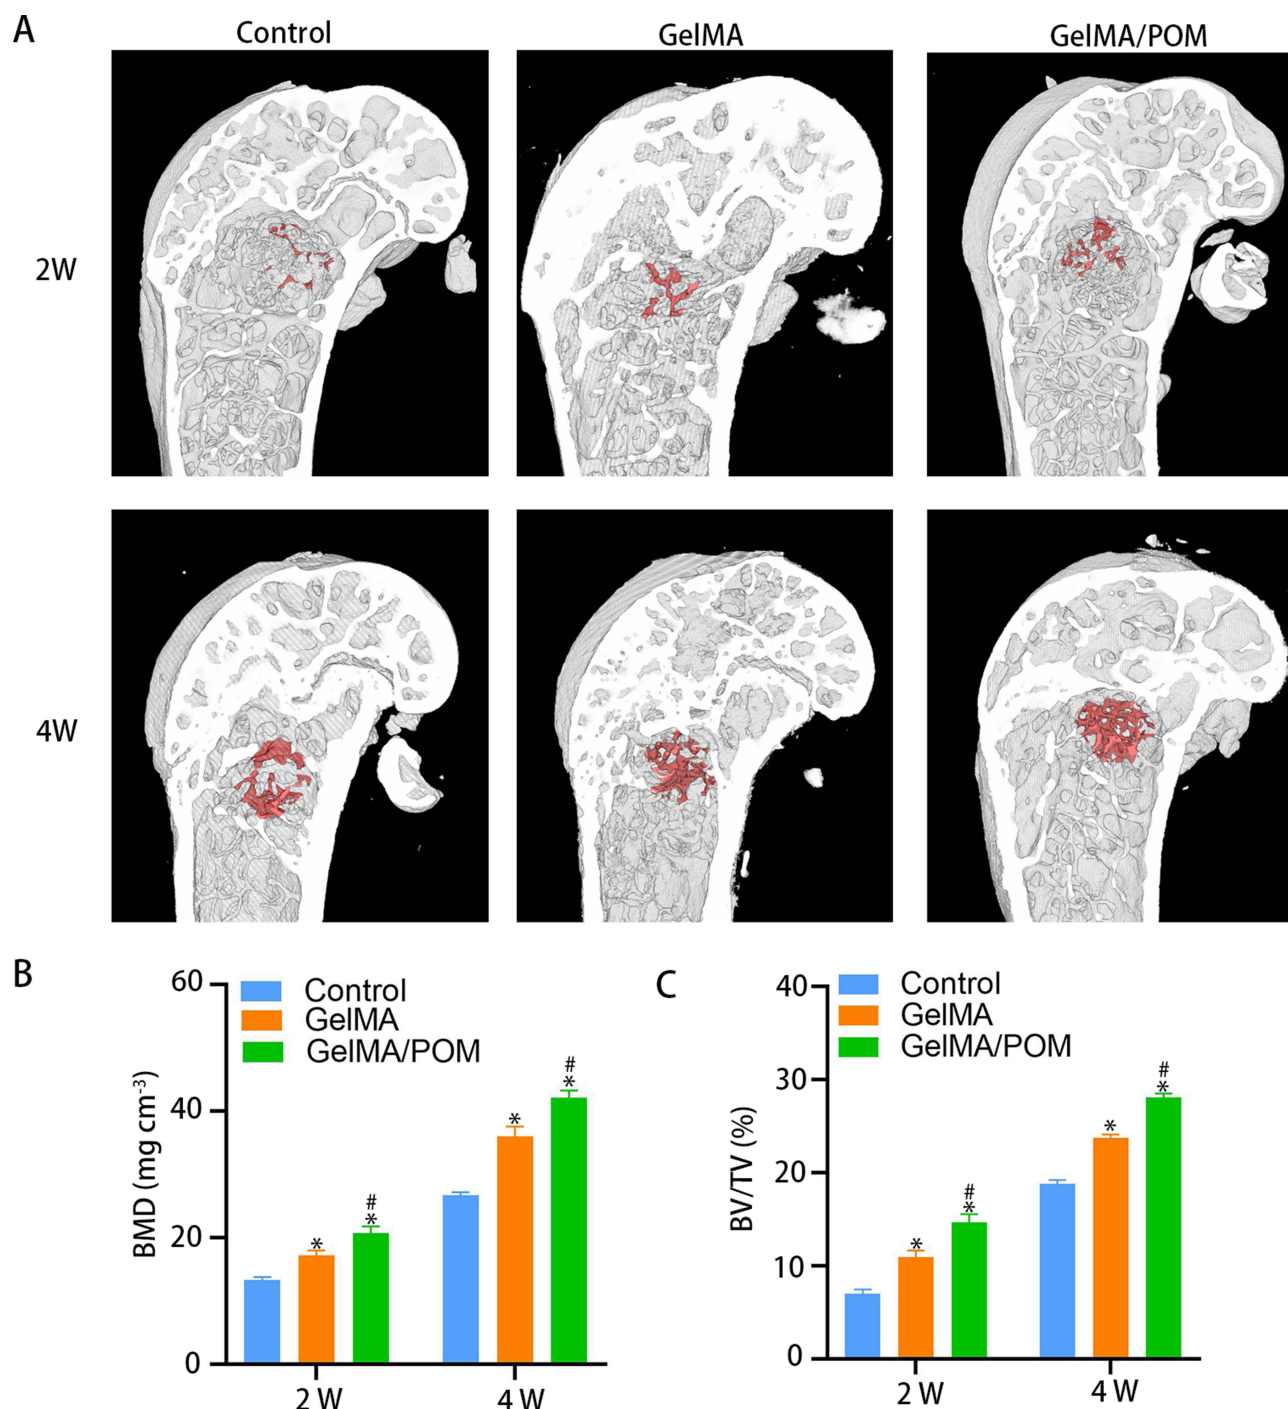 A
Control
GelMA
GelMA/POM
2W
4W
B
60
40
20
0
BMD (mg cm-3)
Control
GelMA
GelMA/POM
*
#
*
*
#
*
2 W
4 W
C
40
30
20
10
0
BV/TV (%)
Control
GelMA
GelMA/POM
*
#
*
*
#
*
2 W
4 W